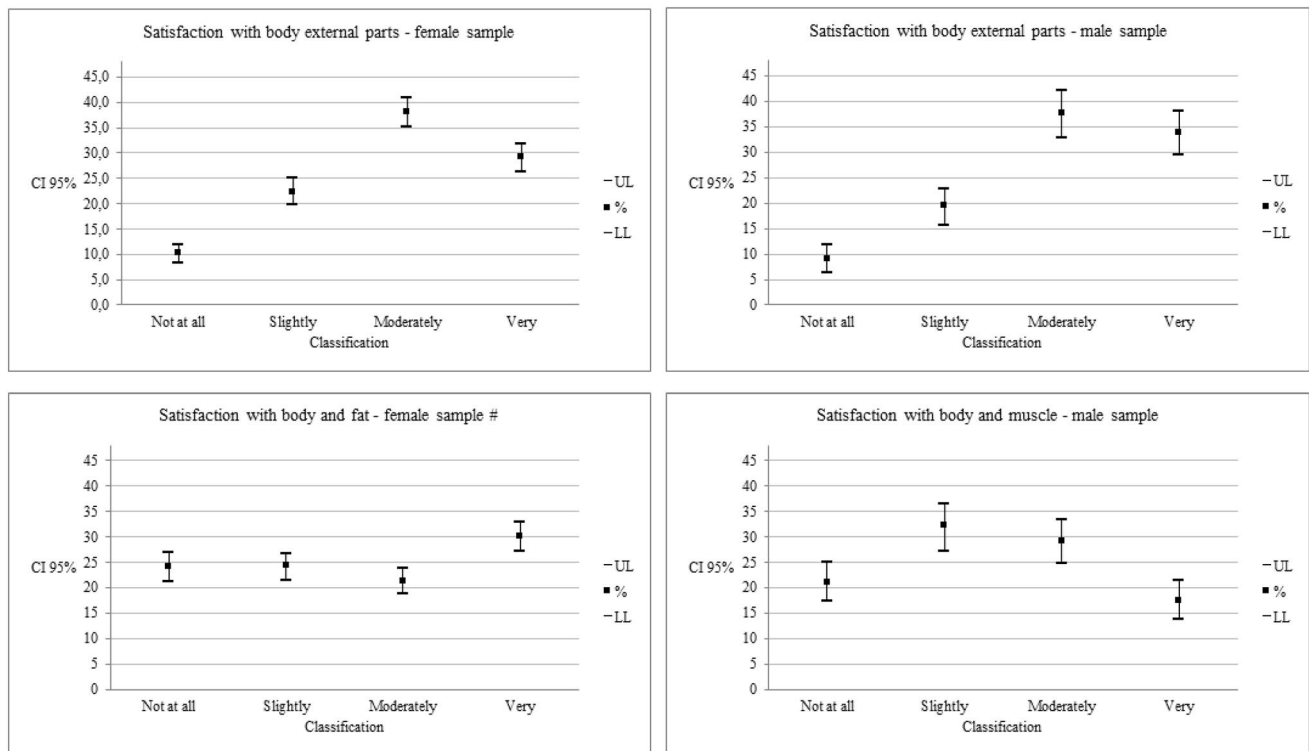 Satisfaction with body external parts - female sample
45,0
40,0
35,0
30,0
CI 95%
25,0
20,0
15,0
10,0
5,0
0,0
Not at all Slightly Moderately Very
Classification
UL
%
LL
Satisfaction with body external parts - male sample
45
40
35
30
CI 95%
25
20
15
10
5
0
Not at all Slightly Moderately Very
Classification
UL
%
LL
Satisfaction with body and fat - female sample #
45
40
35
30
CI 95%
25
20
15
10
5
0
Not at all Slightly Moderately Very
Classification
UL
%
LL
Satisfaction with body and muscle - male sample
45
40
35
30
CI 95%
25
20
15
10
5
0
Not at all Slightly Moderately Very
Classification
UL
%
LL